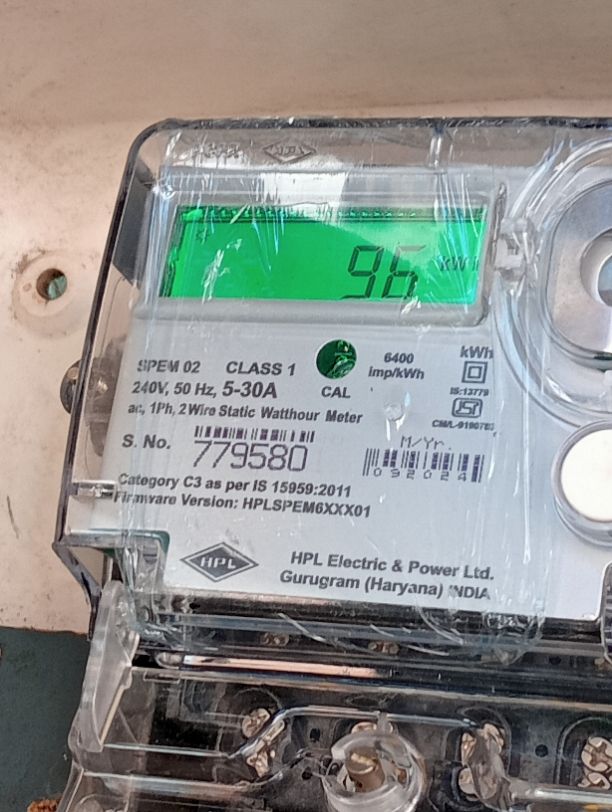 96 kWh
SPEM 02 CLASS 1
CAL
6400
imp/kWh
kWh
240V, 50 Hz, 5-30A
IS:13779
ac, 1Ph, 2 Wire Static Watthour Meter
S. No.
779580
M/Yr.
092024
Category C3 as per IS 15959:2011
Firmware Version: HPLSPEM6XXX01
HPL
HPL Electric & Power Ltd.
Gurugram (Haryana) INDIA